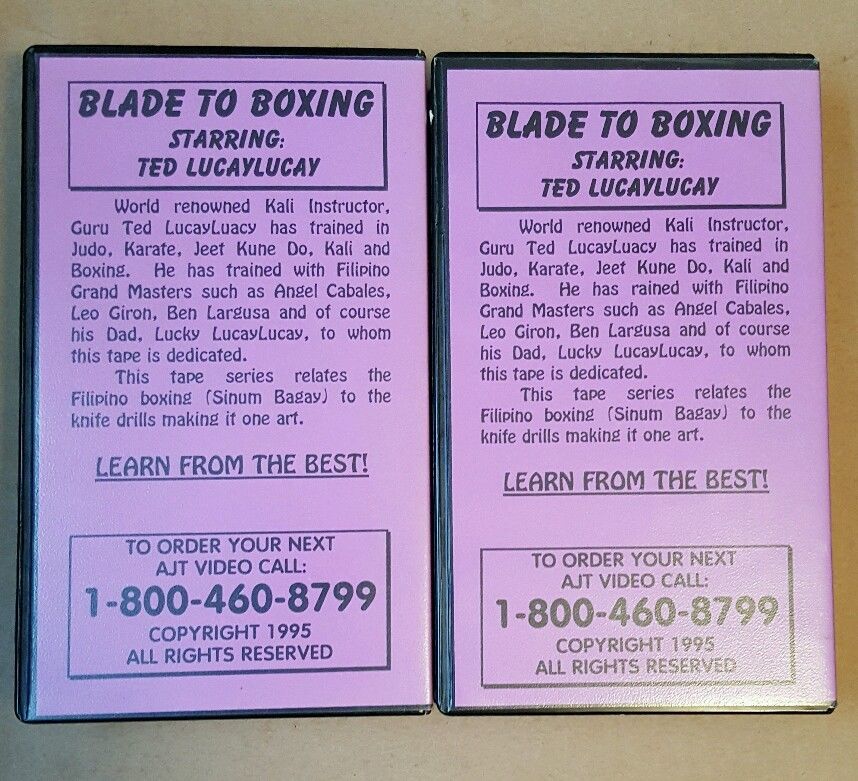 BLADE TO BOXING
STARRING:
TED LUCAYLUCAY
World renowned Kali Instructor,
Guru Ted LucayLuacy has trained in
Judo, Karate, Jeet Kune Do, Kali and
Boxing. He has trained with Filipino
Grand Masters such as Angel Cabales,
Leo Giron, Ben Largusa and of course
his Dad, Lucky LucayLucay, to whom
this tape is dedicated.
This tape series relates the
Filipino boxing (Sinum Bagay) to the
knife drills making it one art.
LEARN FROM THE BEST!
TO ORDER YOUR NEXT
AJT VIDEO CALL:
1-800-460-8799
COPYRIGHT 1995
ALL RIGHTS RESERVED
BLADE TO BOXING
STARRING:
TED LUCAYLUCAY
World renowned Kali Instructor,
Guru Ted LucayLuacy has trained in
Judo, Karate, Jeet Kune Do, Kali and
Boxing. He has rained with Filipino
Grand Masters such as Angel Cabales,
Leo Giron, Ben Largusa and of course
his Dad, Lucky LucayLucay, to whom
this tape is dedicated.
This tape series relates the
Filipino boxing (Sinum Bagay) to the
knife drills making it one art.
LEARN FROM THE BEST!
TO ORDER YOUR NEXT
AJT VIDEO CALL:
1-800-460-8799
COPYRIGHT 1995
ALL RIGHTS RESERVED